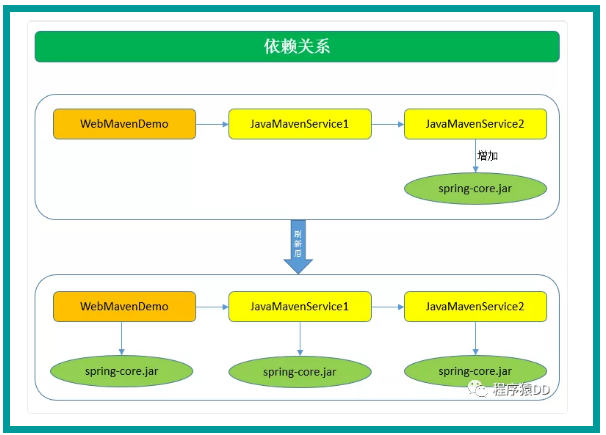 依赖关系
WebMavenDemo
JavaMavenService1
JavaMavenService2
增加
spring-core.jar
刷新后
WebMavenDemo
JavaMavenService1
JavaMavenService2
spring-core.jar
spring-core.jar
spring-core.jar
程序猿DD